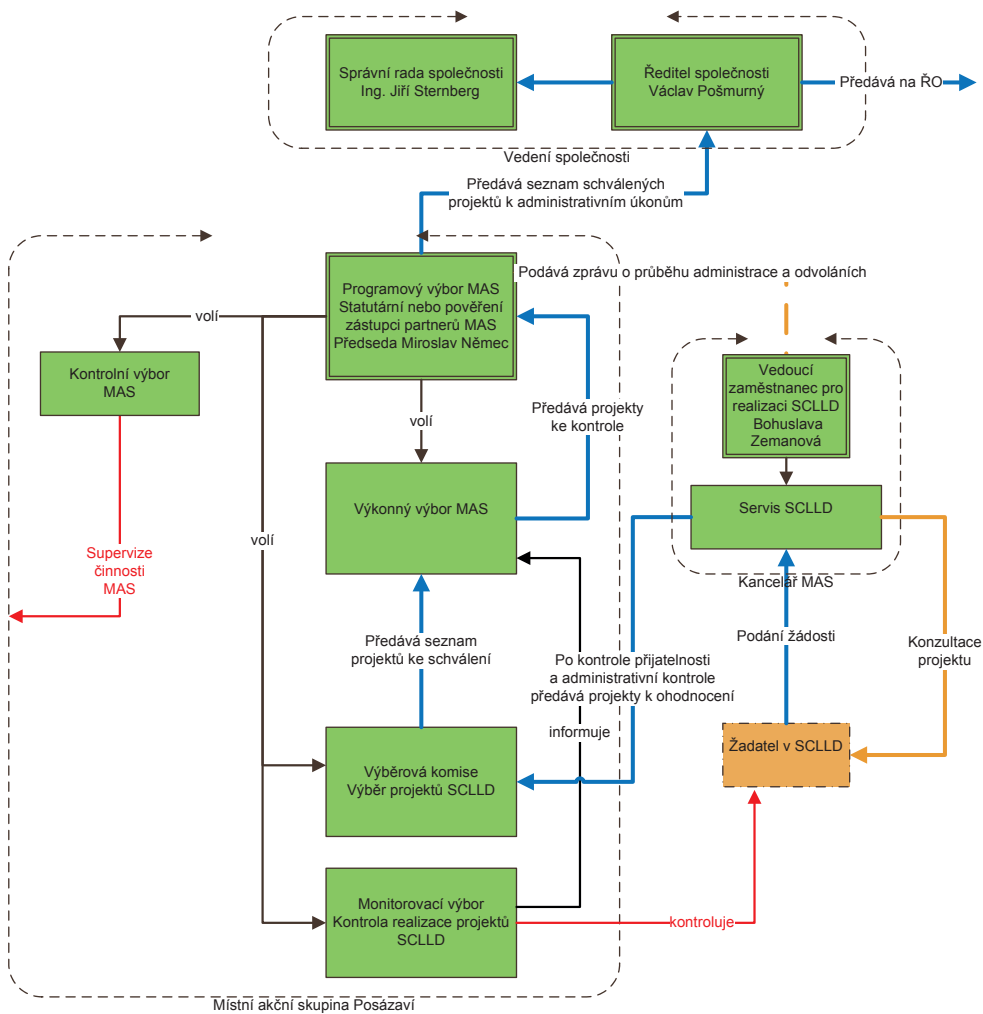 Správní rada společnosti
Ing. Jiří Sternberg
Ředitel společnosti
Václav Pošmurný
Předává na ŘO
Vedení společnosti
Předává seznam schválených
projektů k administrativním úkonům
Programový výbor MAS
Statutární nebo pověření
zástupci partnerů MAS
Předseda Miroslav Němec
Podává zprávu o průběhu administrace a odvoláních
volí
Kontrolní výbor
MAS
Vedoucí
zaměstnanec pro
realizaci SCLLD
Bohuslava
Zemanová
Předává projekty
ke kontrole
volí
Výkonný výbor MAS
Servis SCLLD
volí
Supervize
činnosti
MAS
Kancelář MAS
Předává seznam
projektů ke schválení
Podání žádosti
Konzultace
projektu
Po kontrole přijatelnosti
a administrativní kontrole
předává projekty k ohodnocení
informuje
Žadatel v SCLLD
Výběrová komise
Výběr projektů SCLLD
Monitorovací výbor
Kontrola realizace projektů
SCLLD
kontroluje
Místní akční skupina Posázaví